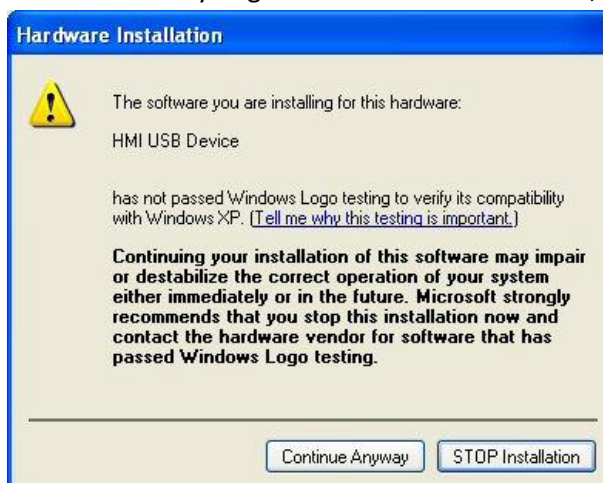 Hardware Installation
The software you are installing for this hardware:
HMI USB Device
has not passed Windows Logo testing to verify its compatibility
with Windows XP. (Tell me why this testing is important.)
Continuing your installation of this software may impair
or destabilize the correct operation of your system
either immediately or in the future. Microsoft strongly
recommends that you stop this installation now and
contact the hardware vendor for software that has
passed Windows Logo testing.
Continue Anyway STOP Installation